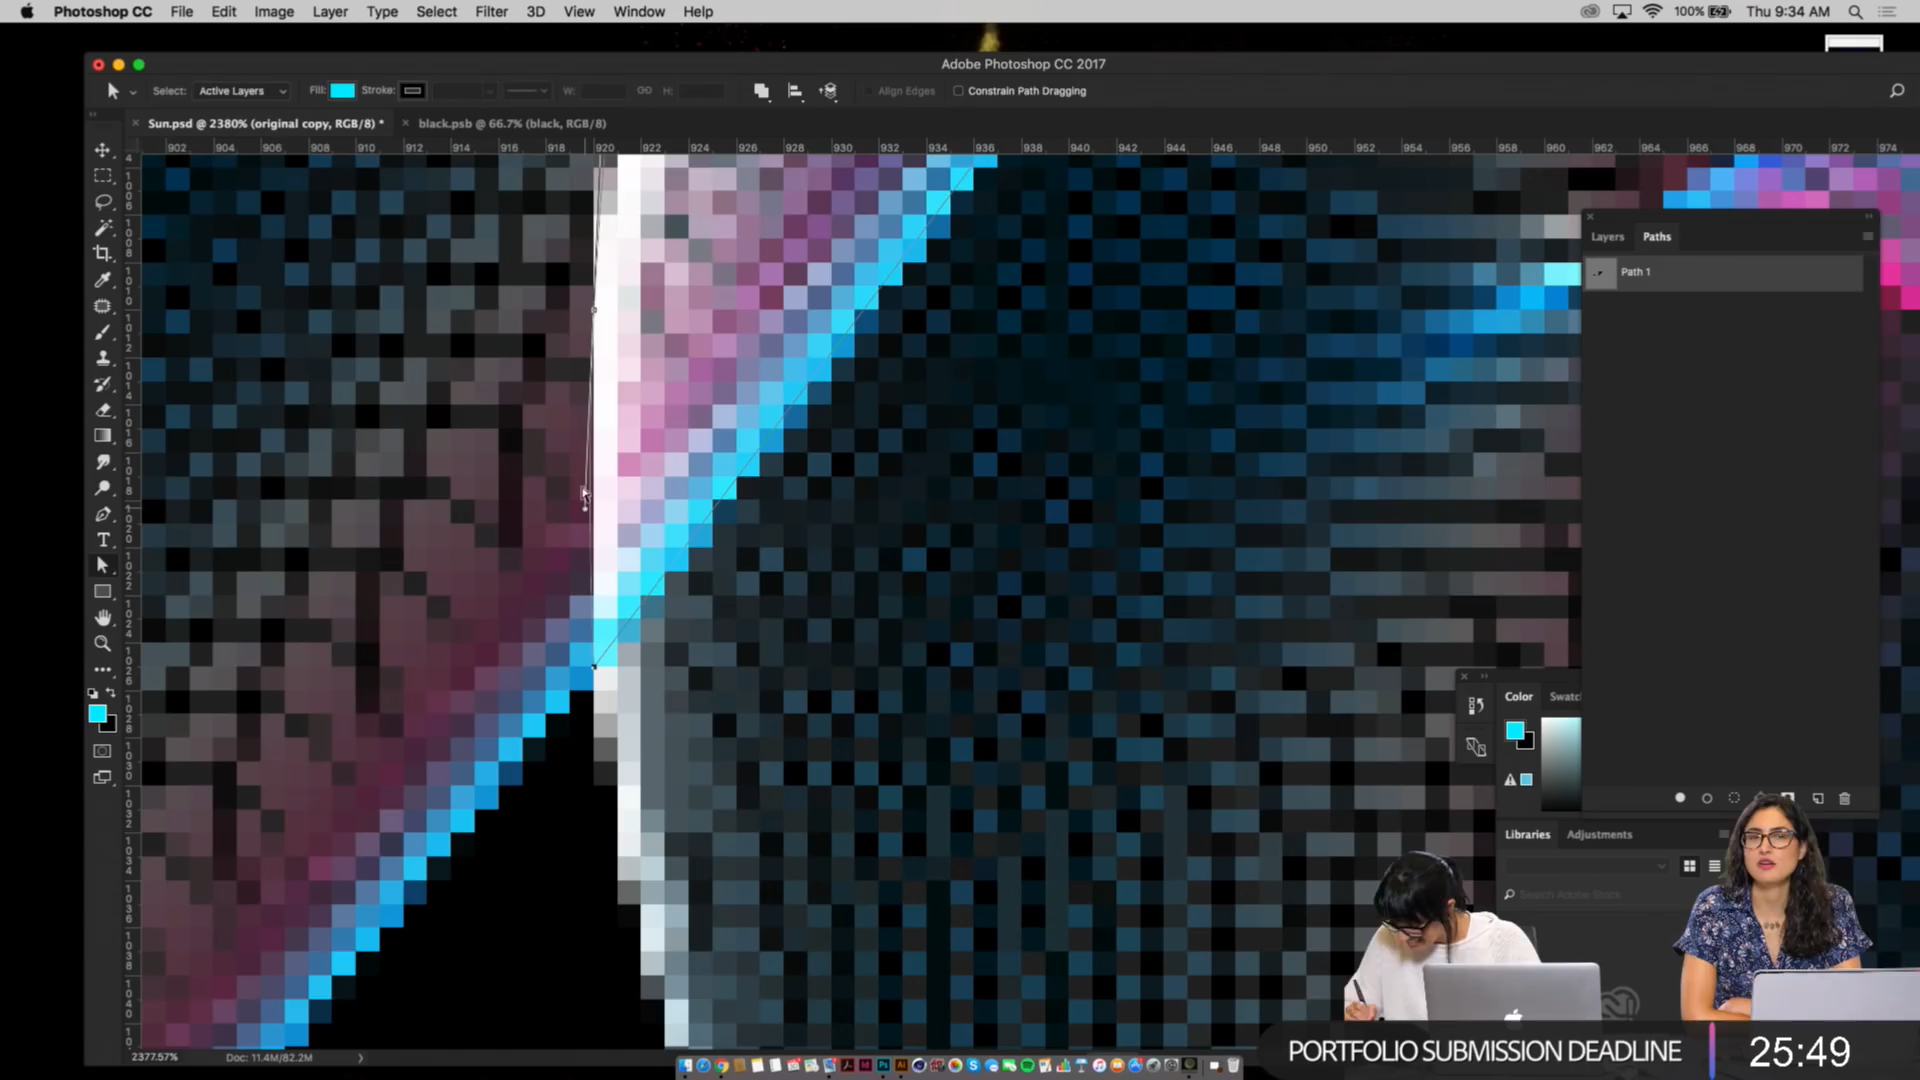 Photoshop CC File Edit Image Layer Type Select Filter 3D View Window Help 100% Thu 9:34 AM
Adobe Photoshop CC 2017
Select: Active Layers Fill: Stroke: W: H: Align Edges Constrain Path Dragging
Sun.psd @ 2380% (original copy, RGB/8) * black.psb @ 66.7% (black, RGB/8)
902 904 906 908 910 912 914 916 918 920 922 924 926 928 930 932 934 936 938 940 942 944 946 948 950 952 954 956 958 960 962 964 966 968 970 972 974
Layers Paths
Path 1
Color Swatc
Libraries Adjustments
Search Adobe Stock
PORTFOLIO SUBMISSION DEADLINE 25:49
2377.57% Doc: 11.4M/82.2M